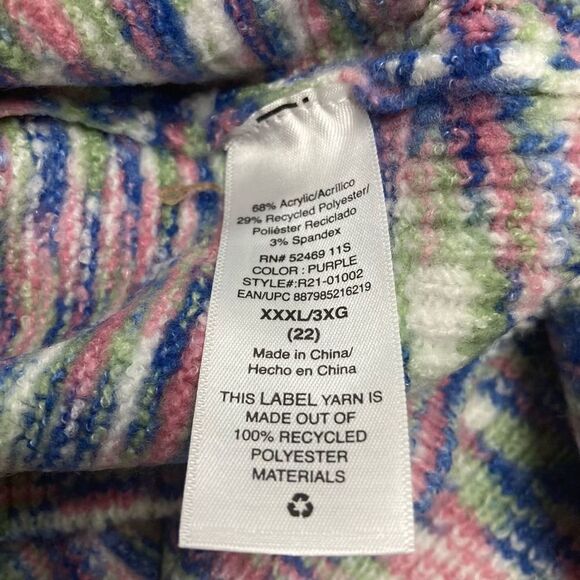 68% Acrylic/Acrílico
29% Recycled Polyester/
Poliéster Reciclado
3% Spandex
RN# 52469 11S
COLOR : PURPLE
STYLE#:R21-01002
EAN/UPC 887985216219
XXXL/3XG
(22)
Made in China/
Hecho en China
THIS LABEL YARN IS
MADE OUT OF
100% RECYCLED
POLYESTER
MATERIALS